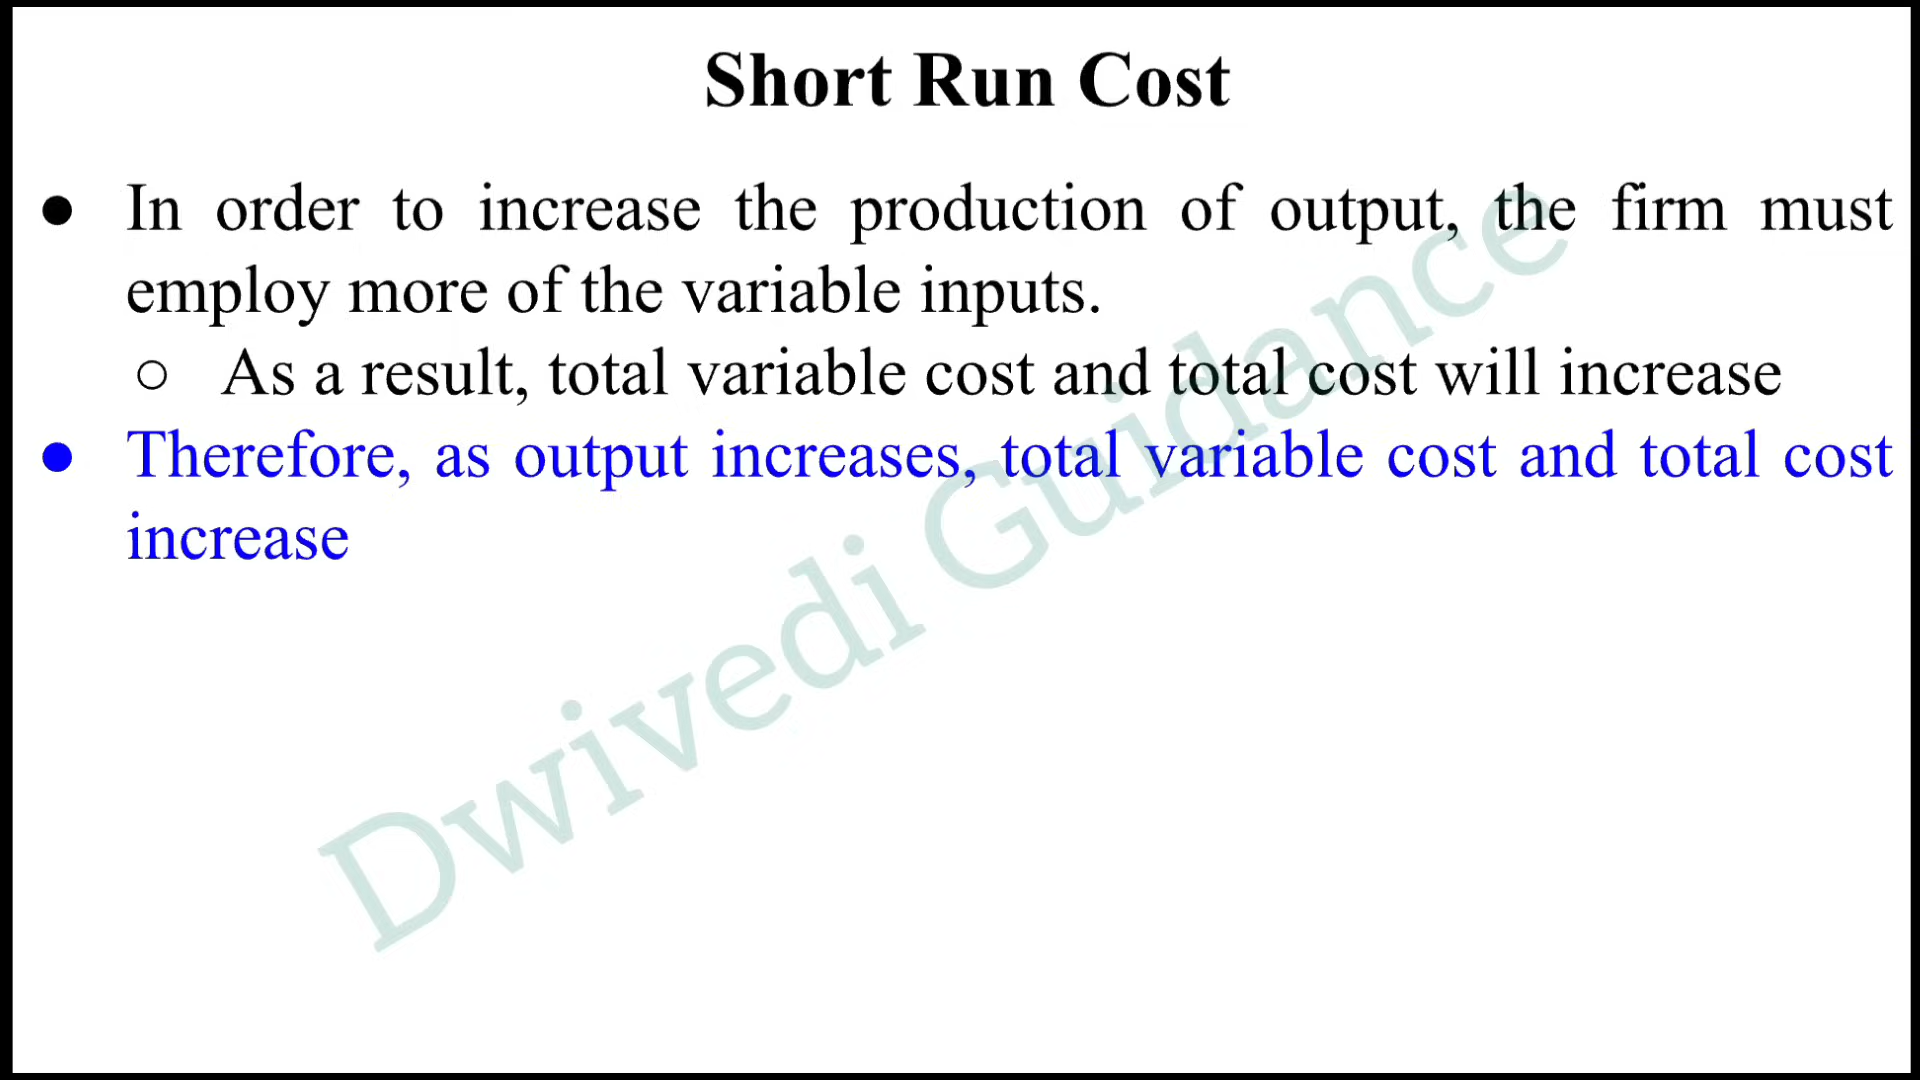 Short Run Cost
● In order to increase the production of output, the firm must
employ more of the variable inputs.
○ As a result, total variable cost and total cost will increase
● Therefore, as output increases, total variable cost and total cost
increase
Dwivedi Guidance